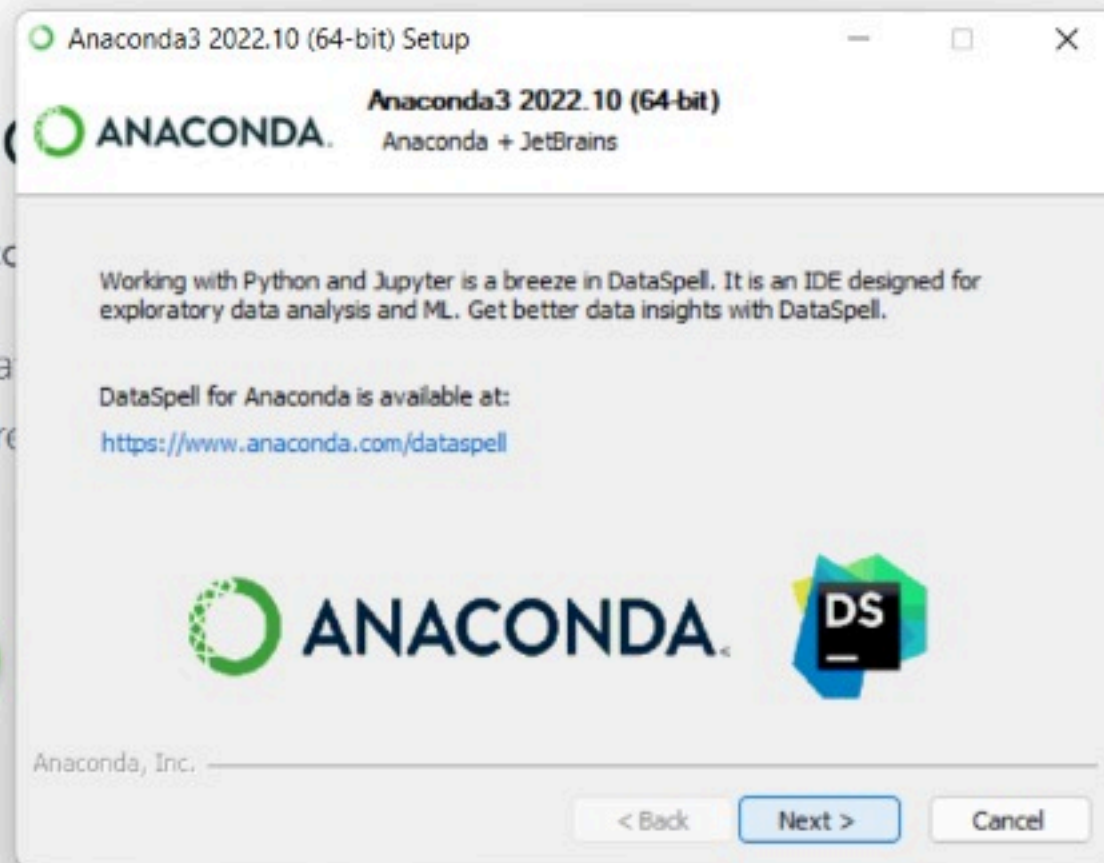 Anaconda3 2022.10 (64-bit) Setup
ANACONDA.
Anaconda3 2022.10 (64-bit)
Anaconda + JetBrains
Working with Python and Jupyter is a breeze in DataSpell. It is an IDE designed for
exploratory data analysis and ML. Get better data insights with DataSpell.
DataSpell for Anaconda is available at:
https://www.anaconda.com/dataspell
ANACONDA.
DS
Anaconda, Inc.
< Back Next > Cancel